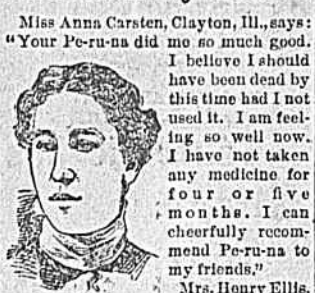 Miss Anna Carsten, Clayton, Ill., says:
"Your Pe-ru-na did me so much good.
I believe I should
have been dead by
this time had I not
used it. I am feel-
ing so well now.
I have not taken
any medicine for
four or five
months. I can
cheerfully recom-
mend Pe-ru-na to
my friends."
Mrs. Henry Ellis,